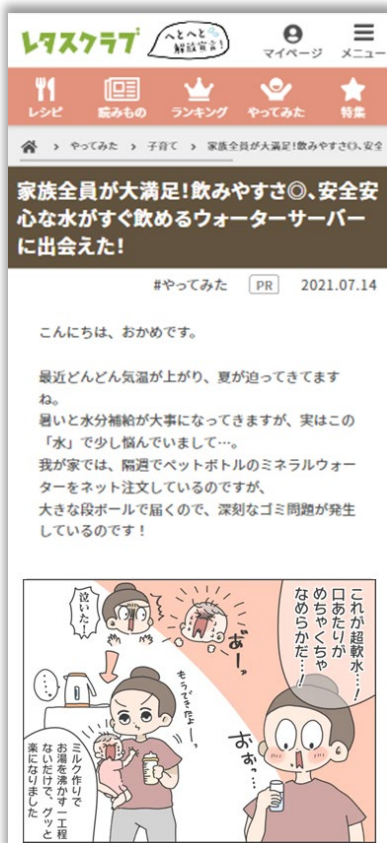 レタスクラブ
へとへと
解放宣言!
マイページ
メニュー
レシピ
読みもの
ランキング
やってみた
特集
> やってみた > 子育て > 家族全員が大満足!飲みやすさ◎、安全
家族全員が大満足!飲みやすさ◎、安全安
心な水がすぐ飲めるウォーターサーバー
に出会えた!
#やってみた PR 2021.07.14
こんにちは、おかめです。
最近どんどん気温が上がり、夏が迫ってきてます
ね。
暑いと水分補給が大事になってきますが、実はこの
「水」で少し悩んでいまして…。
我が家では、隔週でペットボトルのミネラルウォー
ターをネット注文しているのですが、
大きな段ボールで届くので、深刻なゴミ問題が発生
しているのです!
これが超軟水…!
口あたりが
めちゃくちゃ
なめらかだ…!
おおっ…
泣いた!
あーっ
もうできたよーっ
ミルク作りで
お湯を沸かす一工程
ないだけで、グッと
楽になりました